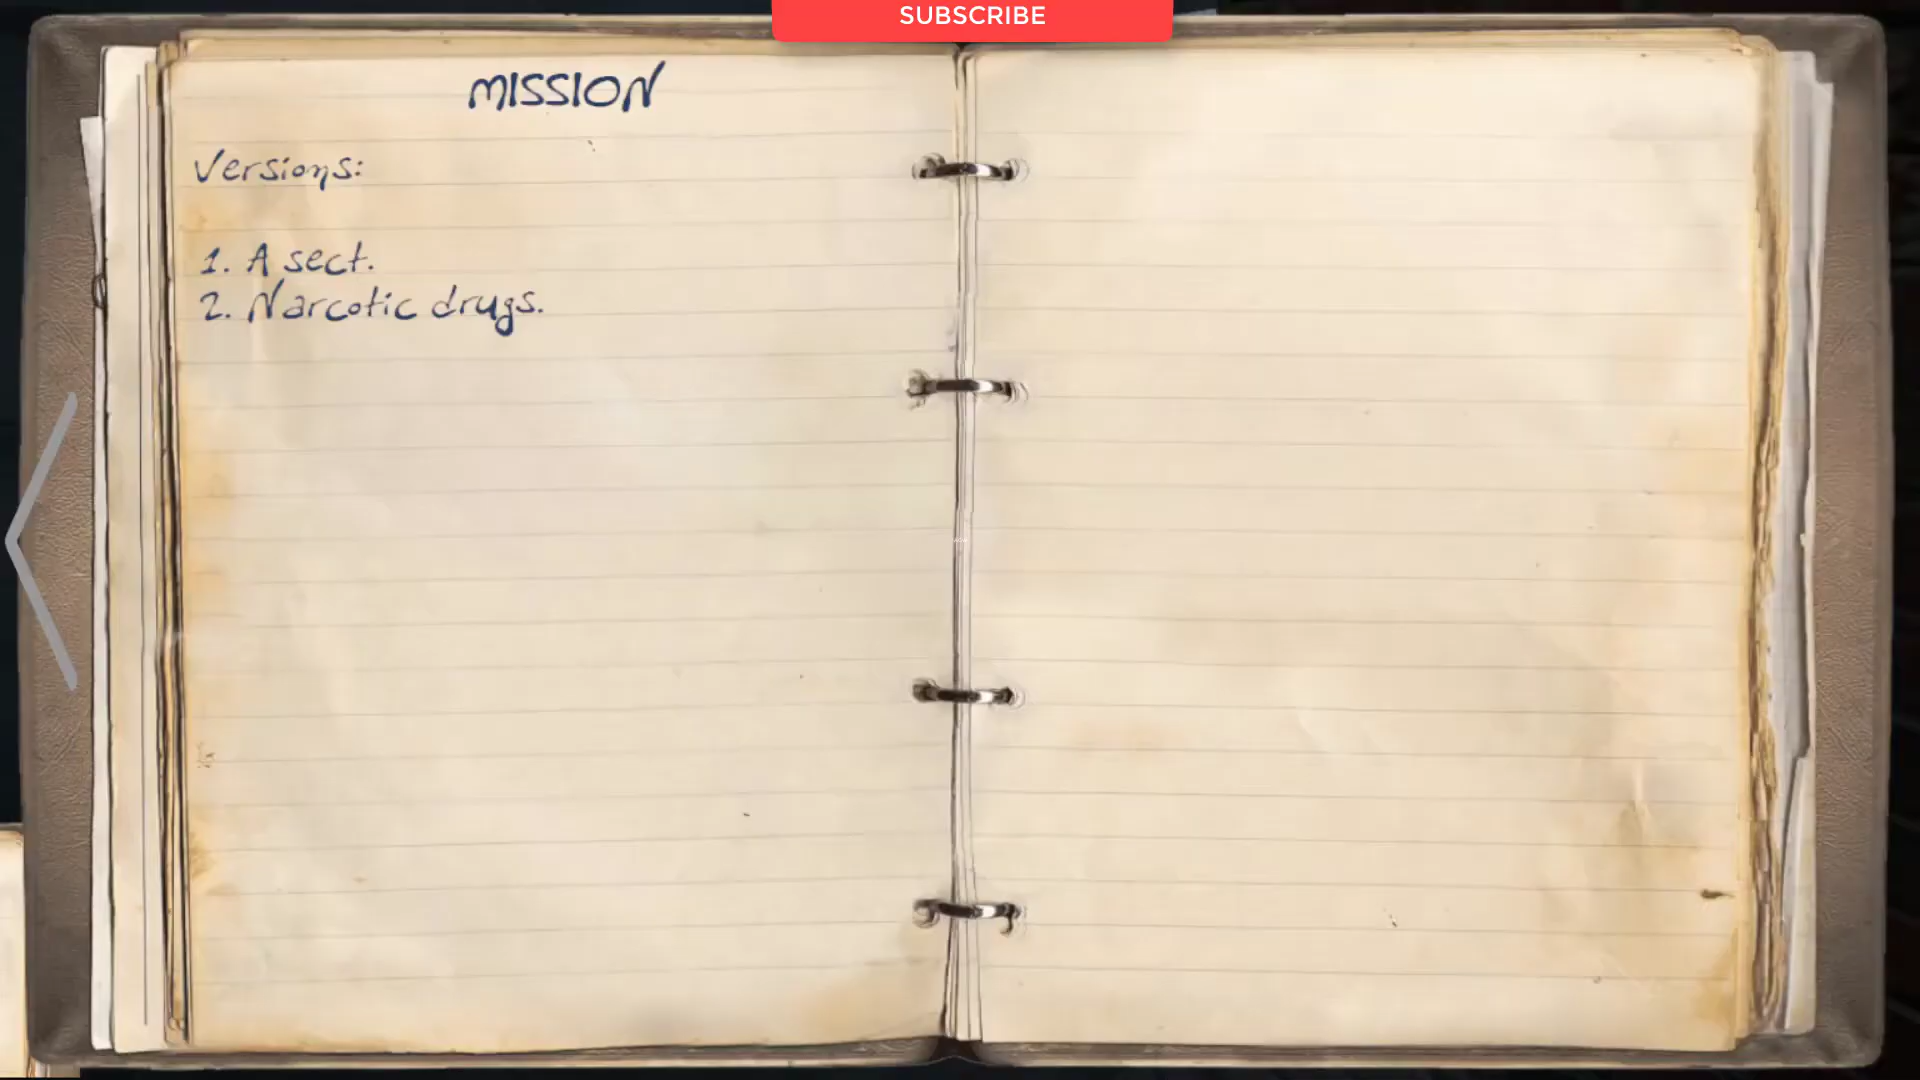 SUBSCRIBE
MISSION
Versions:
1. A sect.
2. Narcotic drugs.